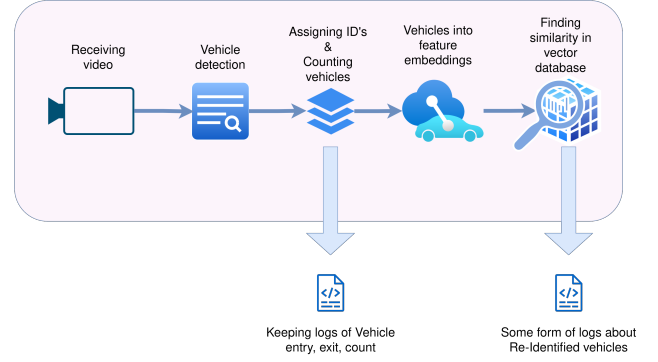 Receiving
video
Vehicle
detection
Assigning ID's
&
Counting
vehicles
Vehicles into
feature
embeddings
Finding
similarity in
vector
database
Keeping logs of Vehicle
entry, exit, count
Some form of logs about
Re-Identified vehicles